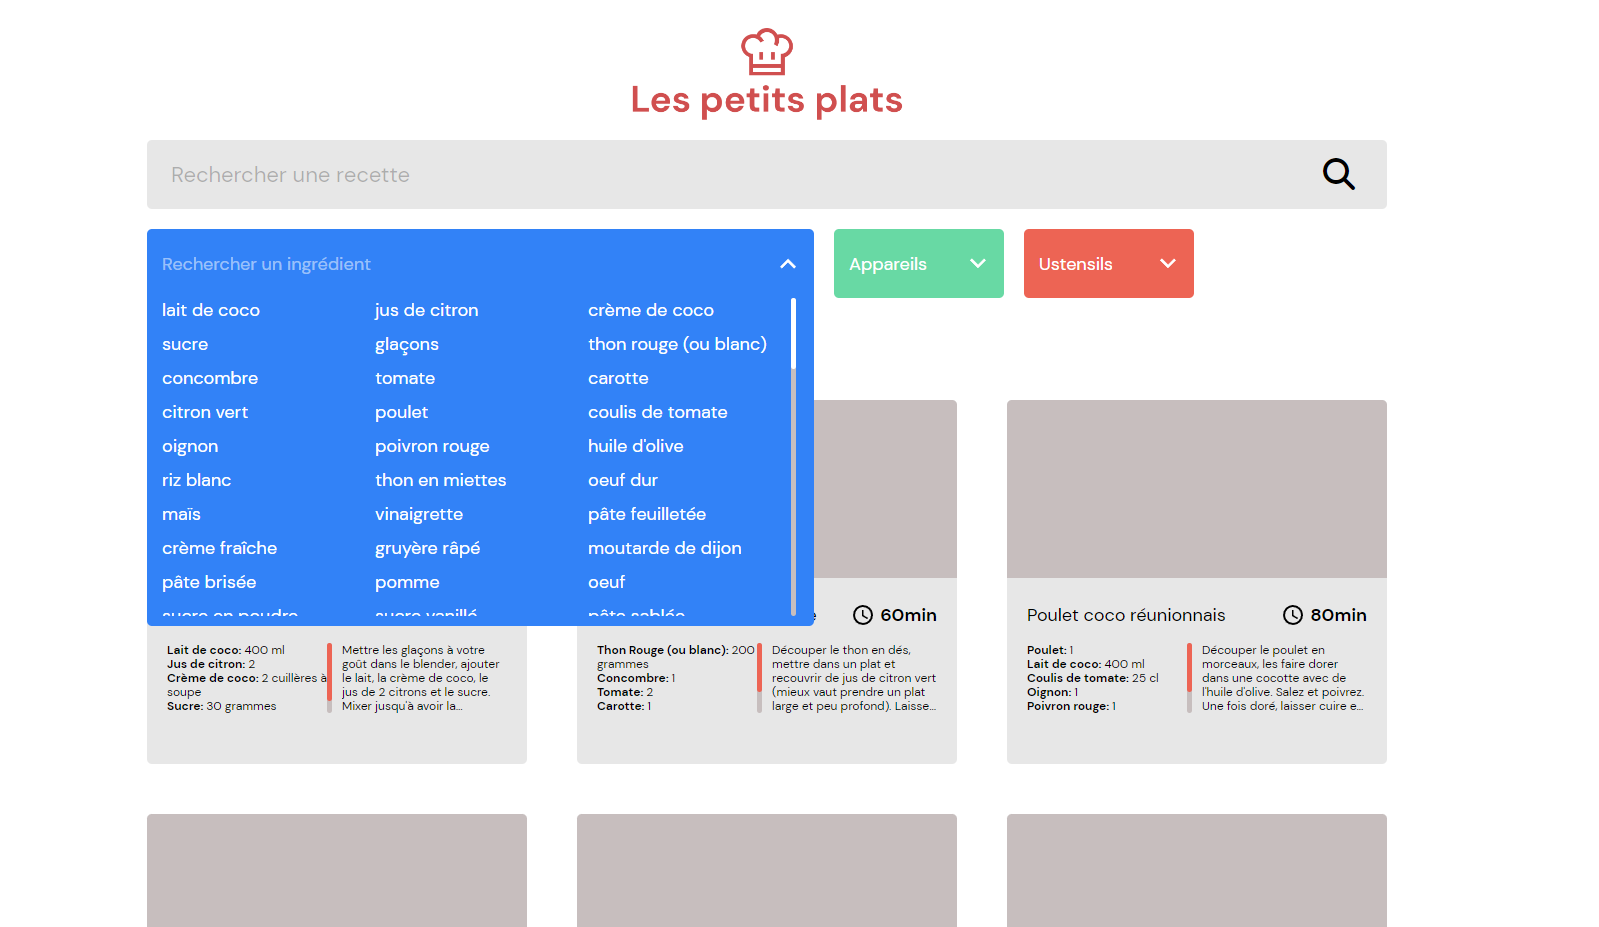 Les petits plats
Rechercher une recette
Rechercher un ingrédient
Appareils
Ustensils
lait de coco jus de citron crème de coco
sucre glaçons thon rouge (ou blanc)
concombre tomate carotte
citron vert poulet coulis de tomate
oignon poivron rouge huile d'olive
riz blanc thon en miettes oeuf dur
maïs vinaigrette pâte feuilletée
crème fraîche gruyère râpé moutarde de dijon
pâte brisée pomme oeuf
sucre en poudre sucre vanillé pâte sablée
Lait de coco: 400 ml
Jus de citron: 2
Crème de coco: 2 cuillères à
soupe
Sucre: 30 grammes
Mettre les glaçons à votre
goût dans le blender, ajouter
le lait, la crème de coco, le
jus de 2 citrons et le sucre.
Mixer jusqu'à avoir la...
60min
Thon Rouge (ou blanc): 200
grammes
Concombre: 1
Tomate: 2
Carotte: 1
Découper le thon en dés,
mettre dans un plat et
recouvrir de jus de citron vert
(mieux vaut prendre un plat
large et peu profond). Laisse...
Poulet coco réunionnais
80min
Poulet: 1
Lait de coco: 400 ml
Coulis de tomate: 25 cl
Oignon: 1
Poivron rouge: 1
Découper le poulet en
morceaux, les faire dorer
dans une cocotte avec de
l'huile d'olive. Salez et poivrez.
Une fois doré, laisser cuire e...